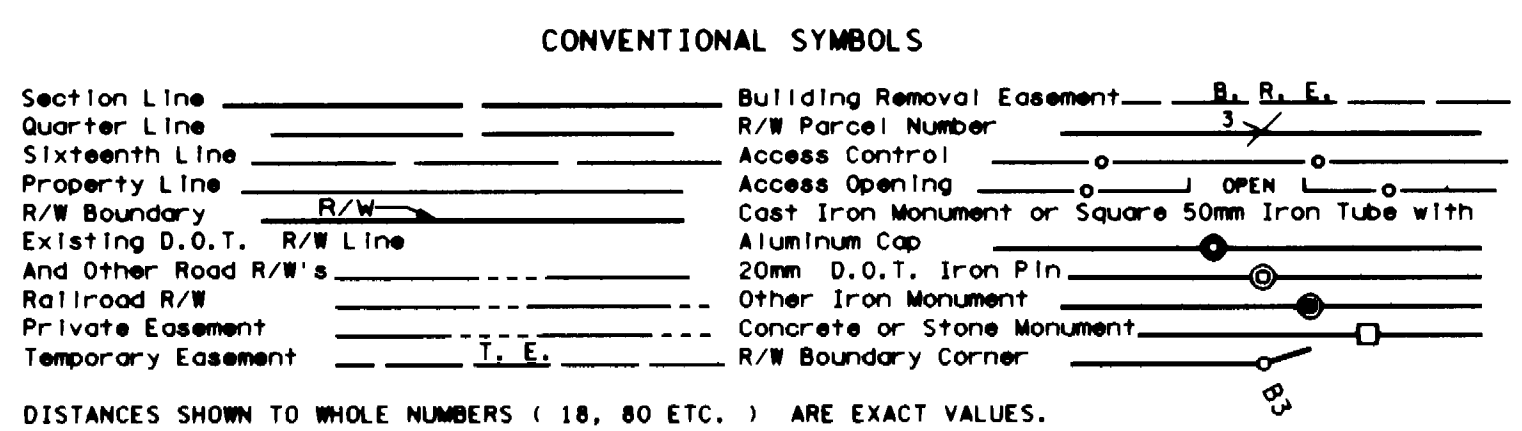 CONVENTIONAL SYMBOLS
Section Line
Quarter Line
Sixteenth Line
Property Line
R/W Boundary R/W
Existing D.O.T. R/W Line
And Other Road R/W's
Railroad R/W
Private Easement
Temporary Easement T. E.
Building Removal Easement B. R. E.
R/W Parcel Number 3
Access Control
Access Opening OPEN
Cast Iron Monument or Square 50mm Iron Tube with
Aluminum Cap
20mm D.O.T. Iron Pin
Other Iron Monument
Concrete or Stone Monument
R/W Boundary Corner
B3
DISTANCES SHOWN TO WHOLE NUMBERS ( 18, 80 ETC. ) ARE EXACT VALUES.